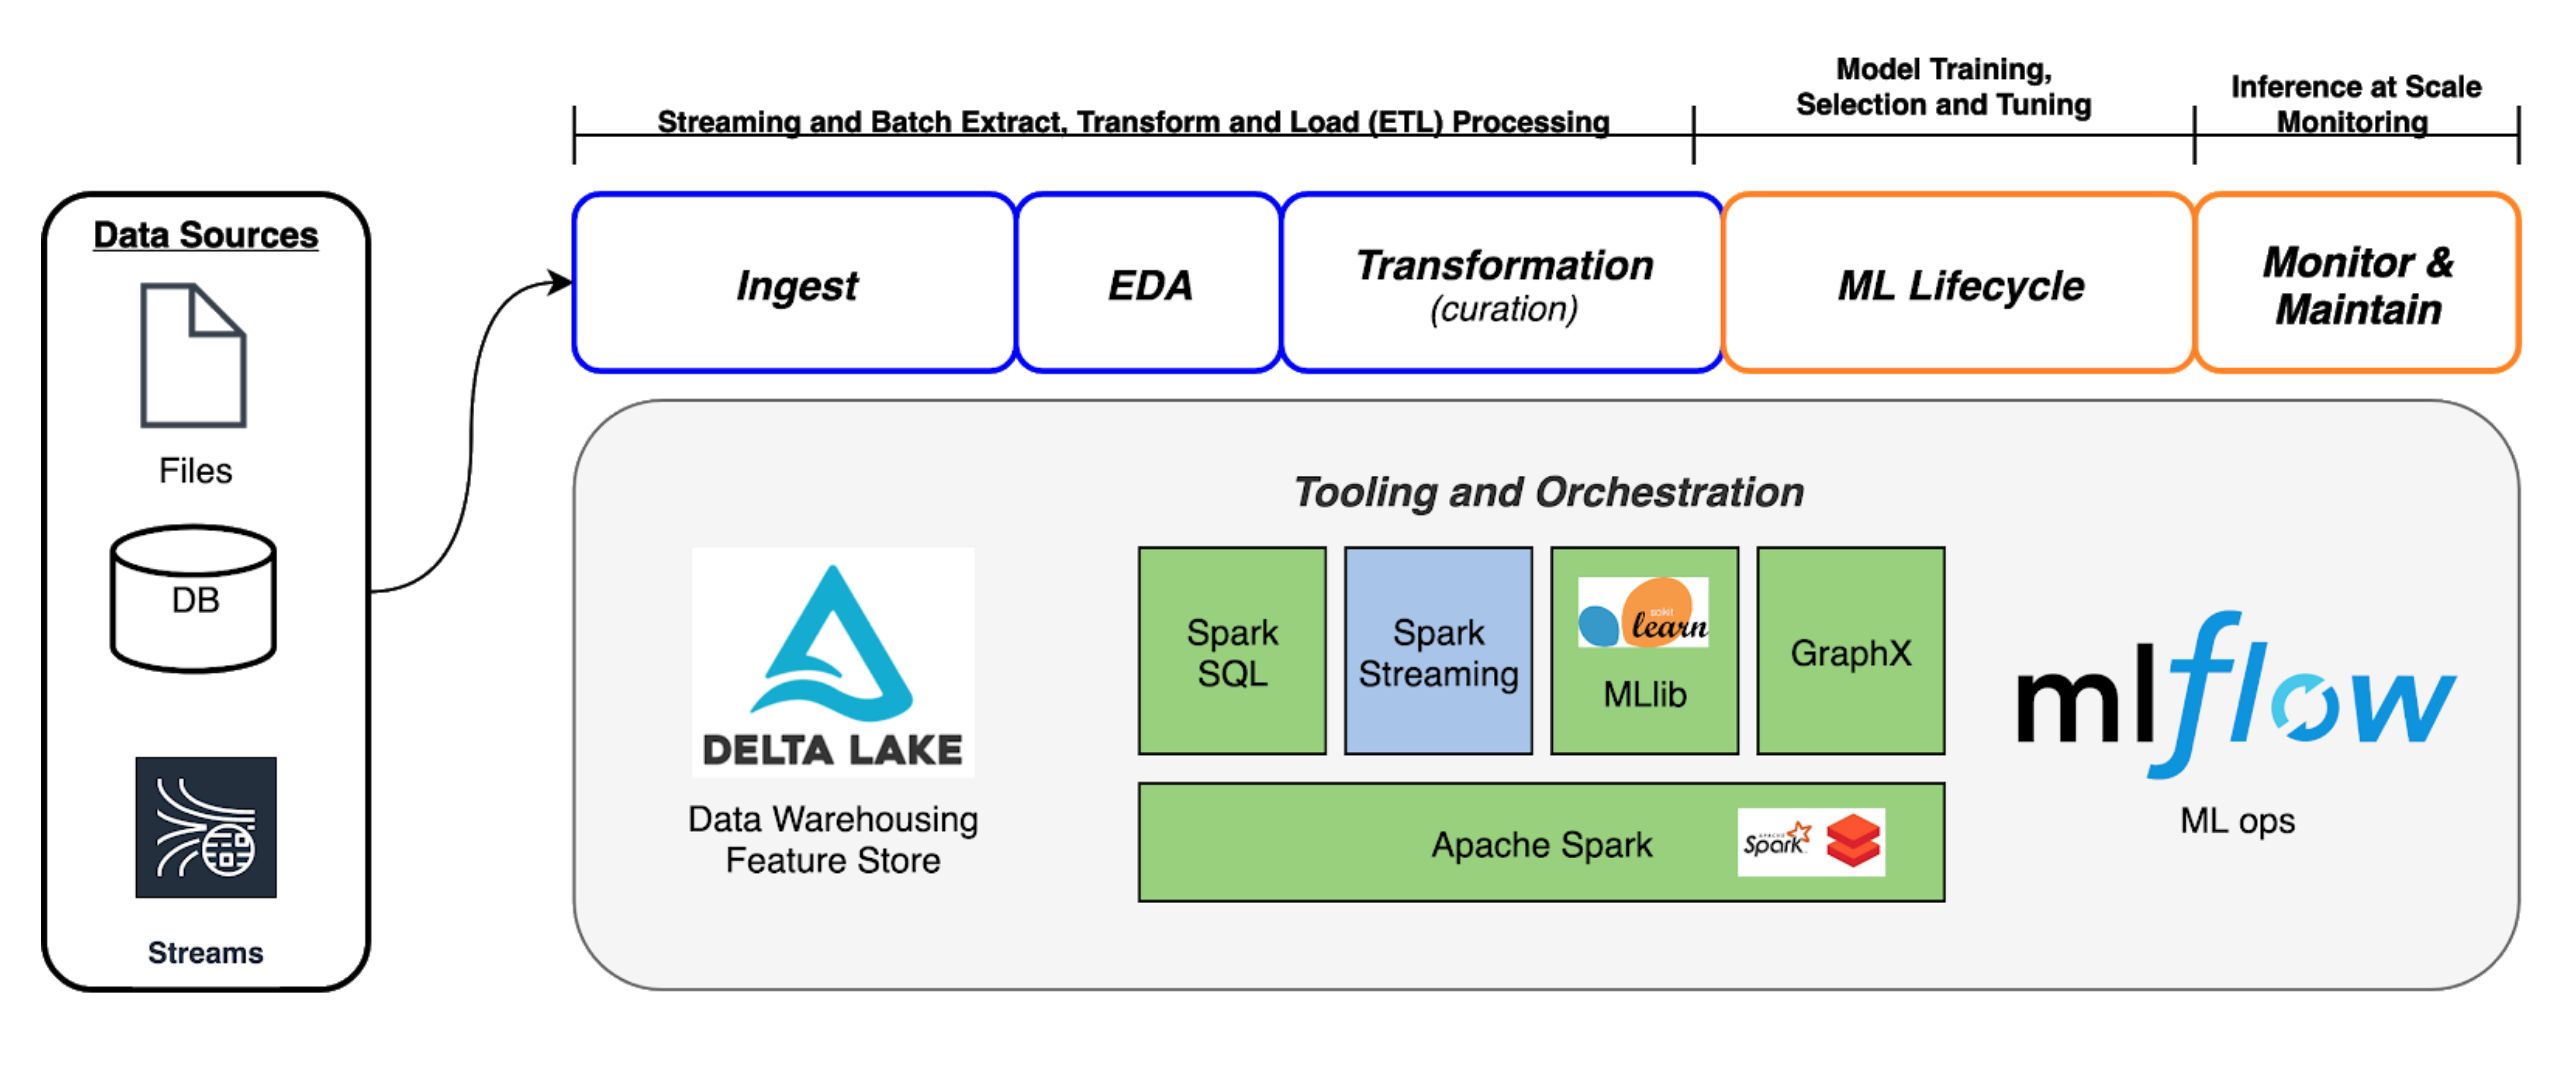 Streaming and Batch Extract, Transform and Load (ETL) Processing
Model Training,
Selection and Tuning
Inference at Scale
Monitoring
Data Sources
Files
DB
Streams
Ingest
EDA
Transformation
(curation)
ML Lifecycle
Monitor &
Maintain
Tooling and Orchestration
DELTA LAKE
Data Warehousing
Feature Store
Spark
SQL
Spark
Streaming
scikit
learn
MLlib
GraphX
Apache Spark
APACHE
Spark
mlflow
ML ops